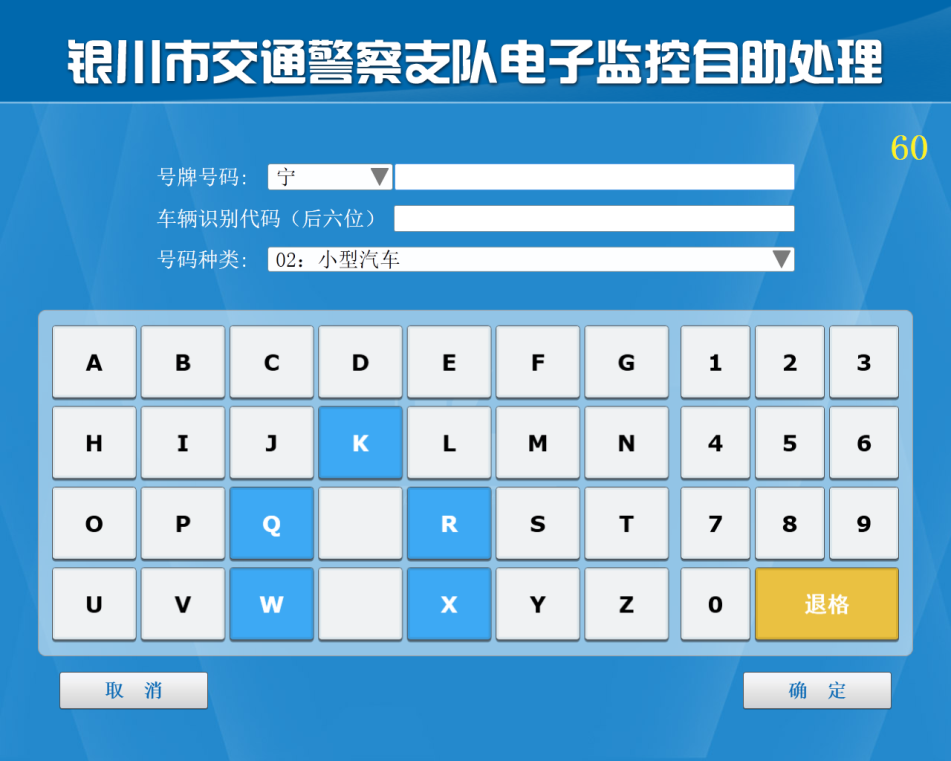 银川市交通警察支队电子监控自助处理
60
号牌号码: 宁
车辆识别代码（后六位）
号码种类: 02: 小型汽车
A B C D E F G 1 2 3
H I J K L M N 4 5 6
O P Q R S T 7 8 9
U V W X Y Z 0 退格
取 消 确 定